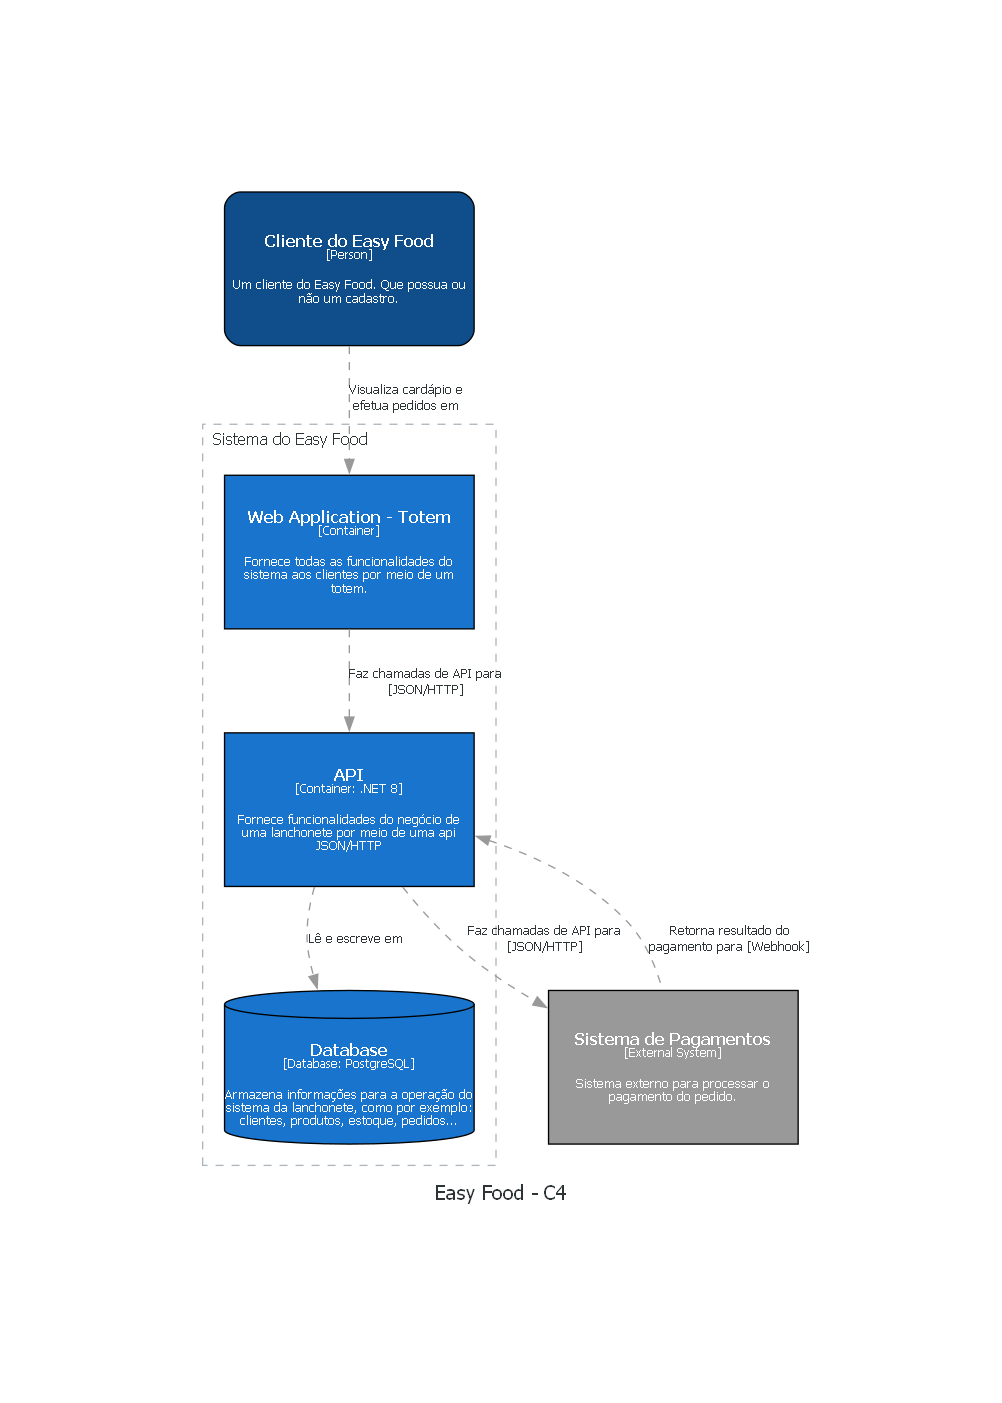 Cliente do Easy Food
[Person]
Um cliente do Easy Food. Que possua ou
não um cadastro.
Visualiza cardápio e
efetua pedidos em
Sistema do Easy Food
Web Application - Totem
[Container]
Fornece todas as funcionalidades do
sistema aos clientes por meio de um
totem.
Faz chamadas de API para
[JSON/HTTP]
API
[Container: .NET 8]
Fornece funcionalidades do negócio de
uma lanchonete por meio de uma api
JSON/HTTP
Lê e escreve em
Faz chamadas de API para
[JSON/HTTP]
Retorna resultado do
pagamento para [Webhook]
Database
[Database: PostgreSQL]
Armazena informações para a operação do
sistema da lanchonete, como por exemplo:
clientes, produtos, estoque, pedidos...
Sistema de Pagamentos
[External System]
Sistema externo para processar o
pagamento do pedido.
Easy Food - C4